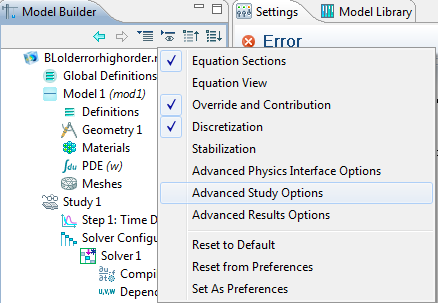 Model Builder
Settings
Model Library
Error
BLolderrorhighorder.
Global Definitions
Model 1 (mod1)
Definitions
Geometry 1
Materials
PDE (w)
Meshes
Study 1
Step 1: Time D
Solver Configu
Solver 1
Compi
u,v,w Depend
Equation Sections
Equation View
Override and Contribution
Discretization
Stabilization
Advanced Physics Interface Options
Advanced Study Options
Advanced Results Options
Reset to Default
Reset from Preferences
Set As Preferences